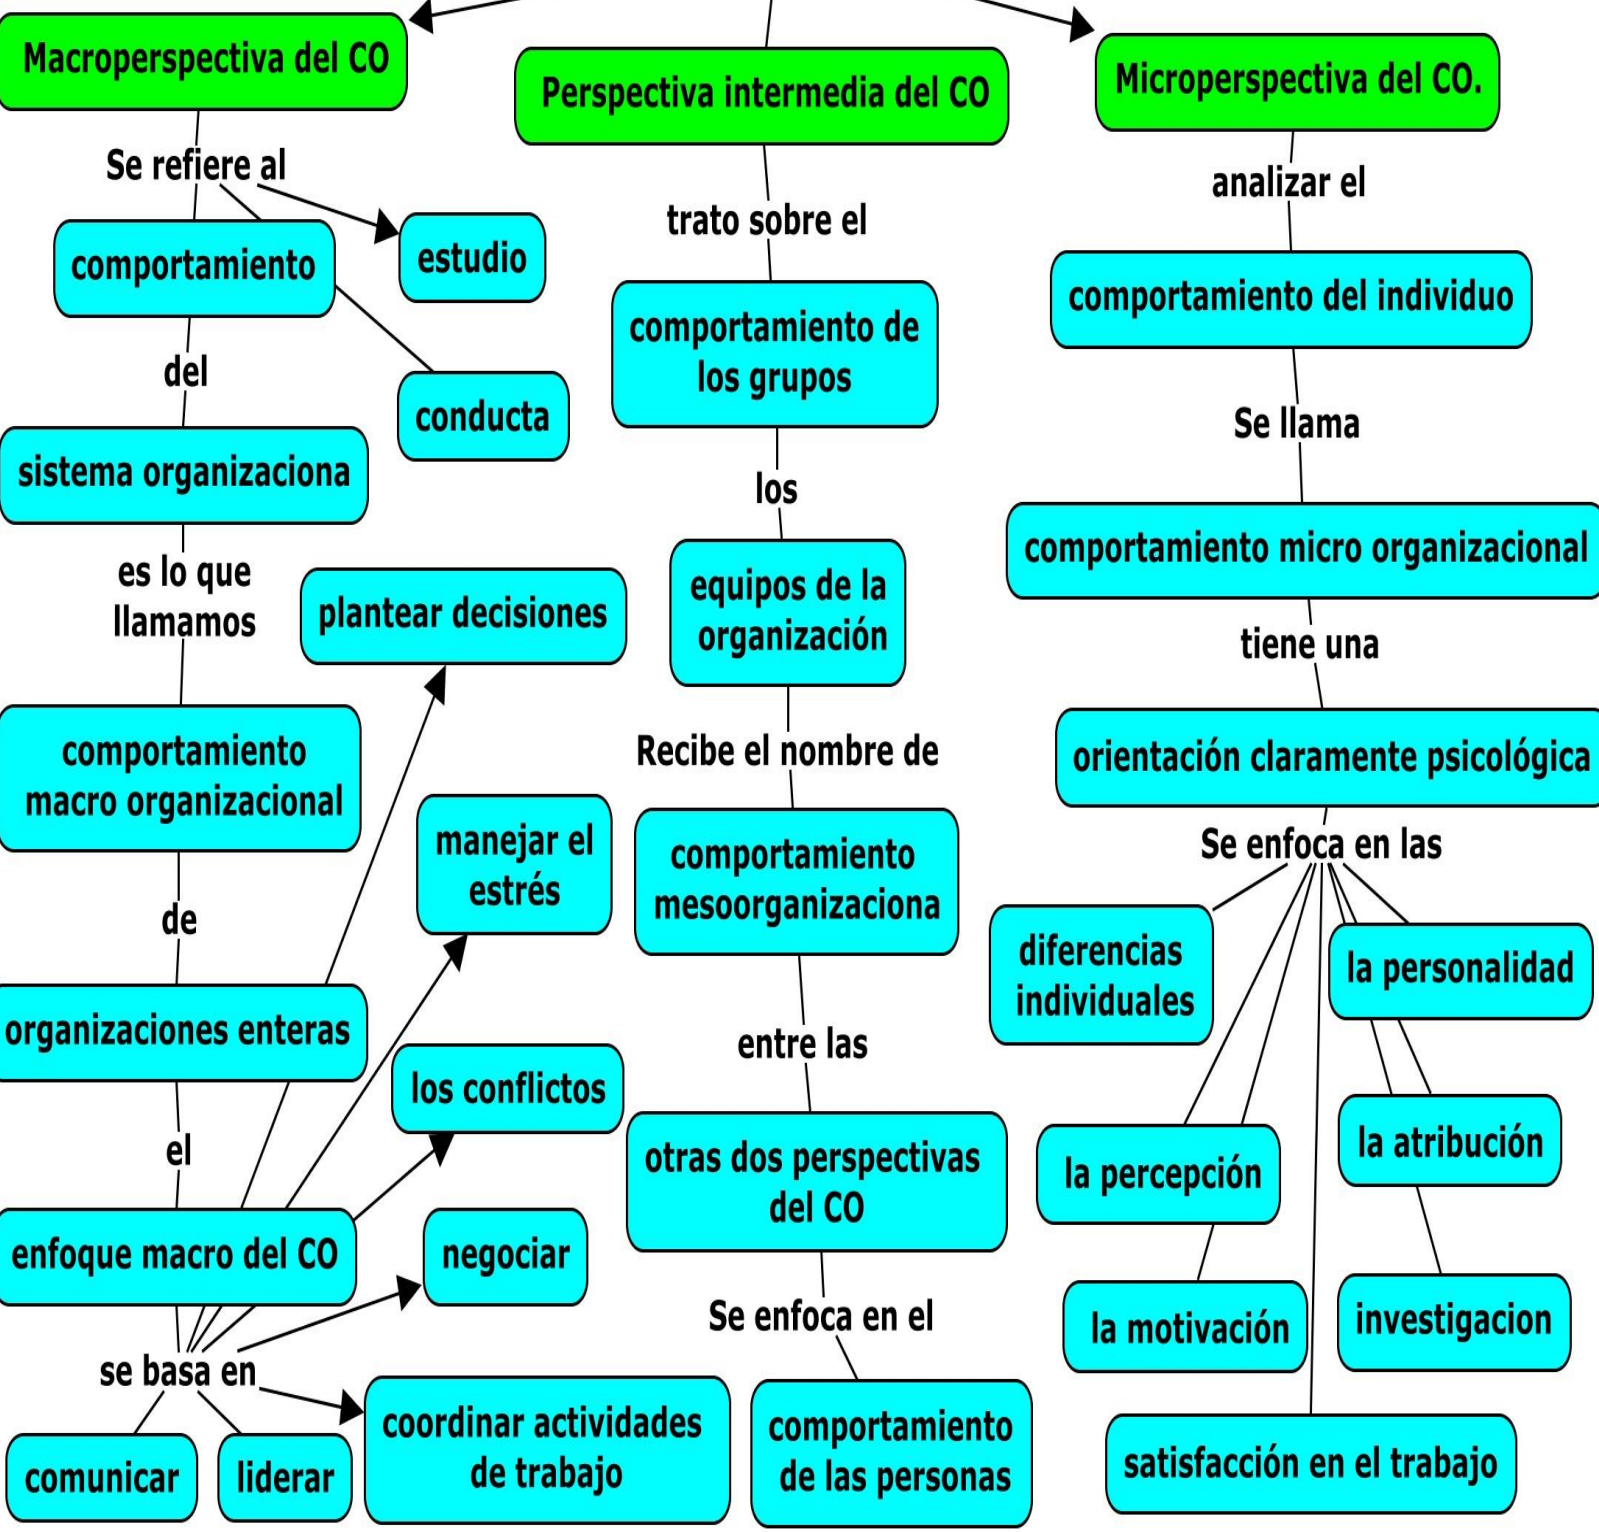 Macroperspectiva del CO
Se refiere al
comportamiento
estudio
conducta
del
sistema organizaciona
es lo que
llamamos
comportamiento
macro organizacional
de
organizaciones enteras
el
enfoque macro del CO
se basa en
plantear decisiones
manejar el
estrés
los conflictos
negociar
coordinar actividades
de trabajo
liderar
comunicar
Perspectiva intermedia del CO
trato sobre el
comportamiento de
los grupos
los
equipos de la
organización
Recibe el nombre de
comportamiento
mesoorganizaciona
entre las
otras dos perspectivas
del CO
Se enfoca en el
comportamiento
de las personas
Microperspectiva del CO.
analizar el
comportamiento del individuo
Se llama
comportamiento micro organizacional
tiene una
orientación claramente psicológica
Se enfoca en las
diferencias
individuales
la personalidad
la percepción
la atribución
la motivación
investigacion
satisfacción en el trabajo